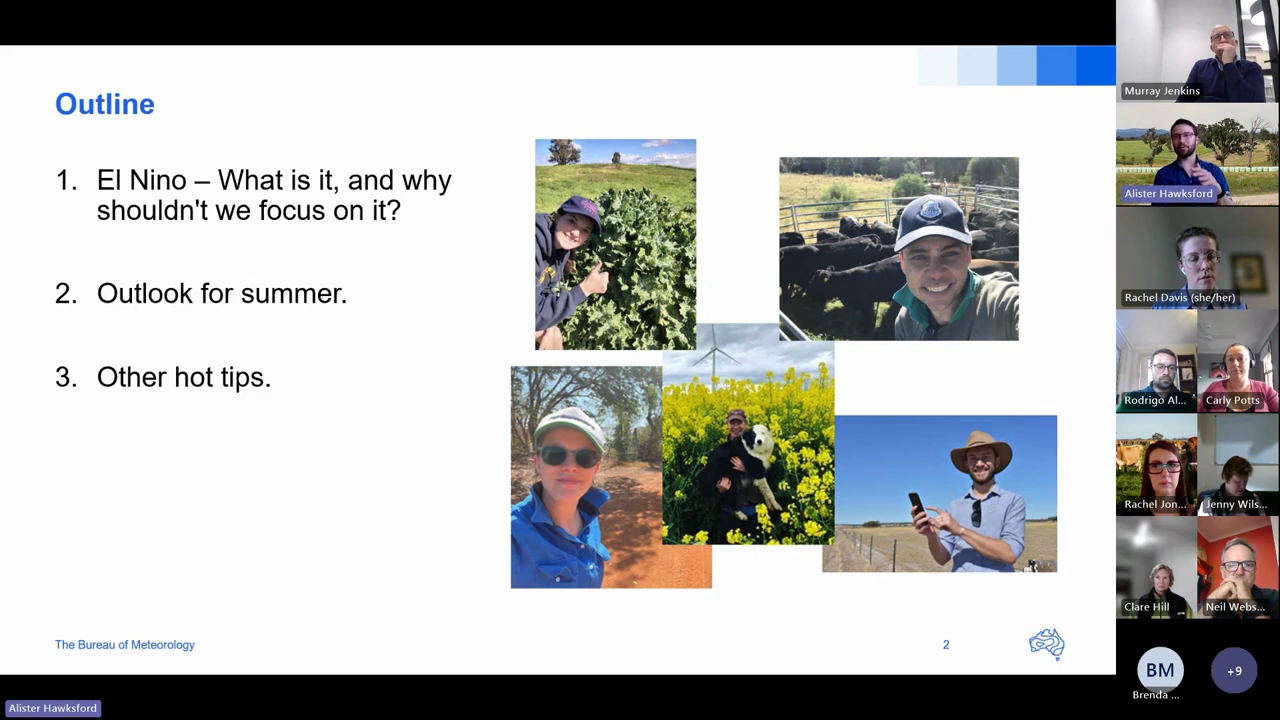 Outline
1. El Nino – What is it, and why
shouldn't we focus on it?
2. Outlook for summer.
3. Other hot tips.
The Bureau of Meteorology
2
Alister Hawksford
Murray Jenkins
Alister Hawksford
Rachel Davis (she/her)
Rodrigo Al...
Carly Potts
Rachel Jon...
Jenny Wils...
Clare Hill
Neil Webs...
BM
Brenda ...
+9